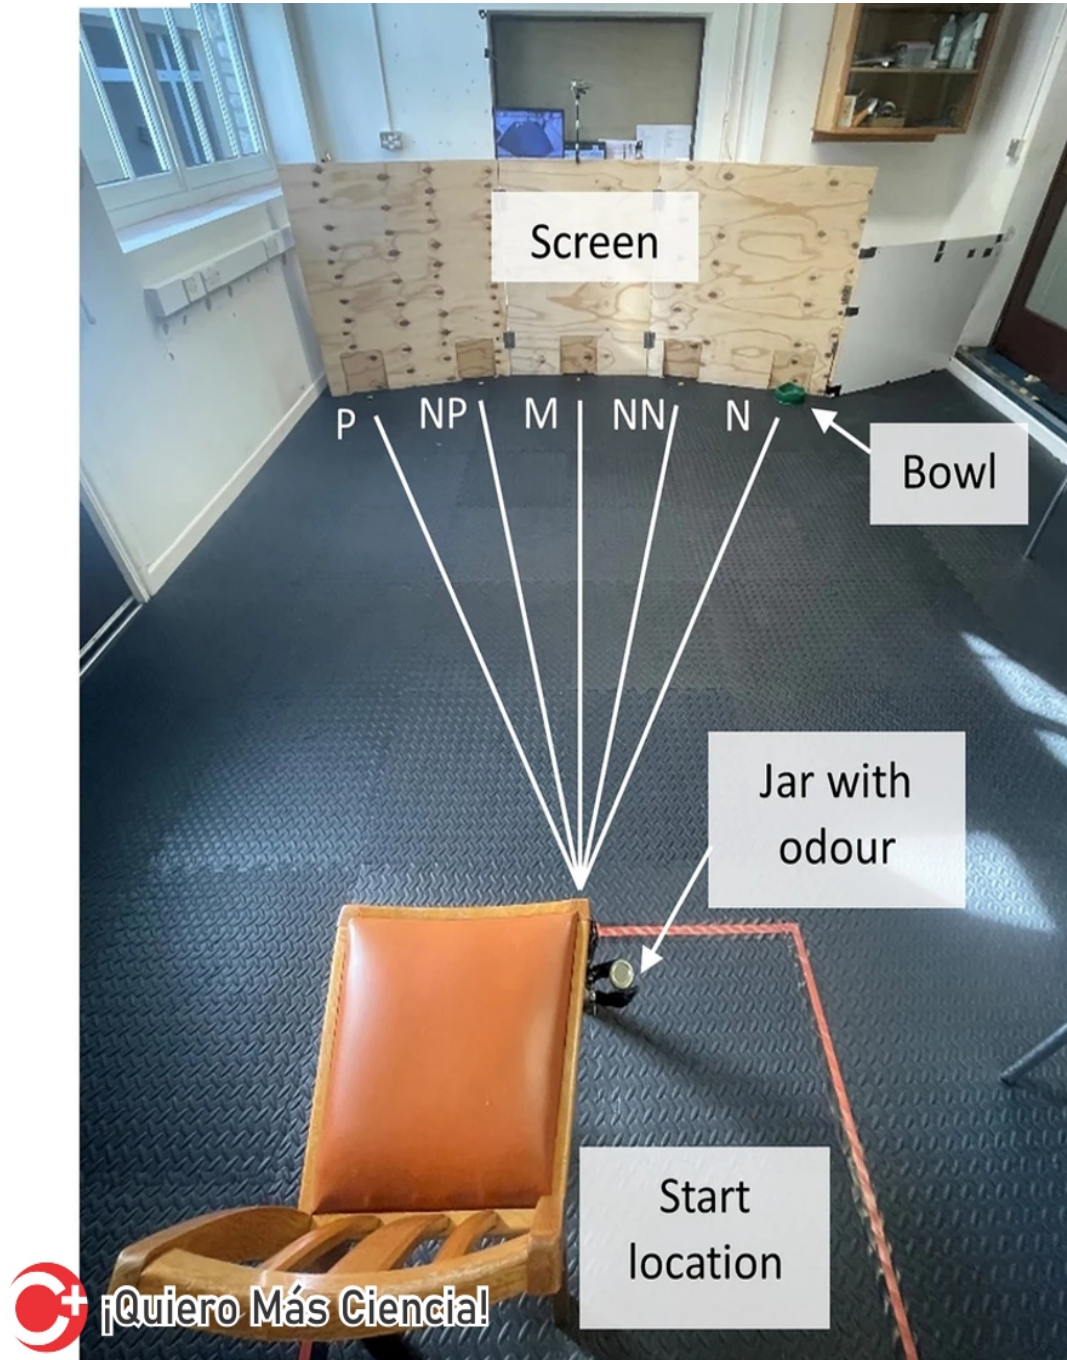 Screen
P
NP
M
NN
N
Bowl
Jar with
odour
Start
location
¡Quiero Más Ciencia!